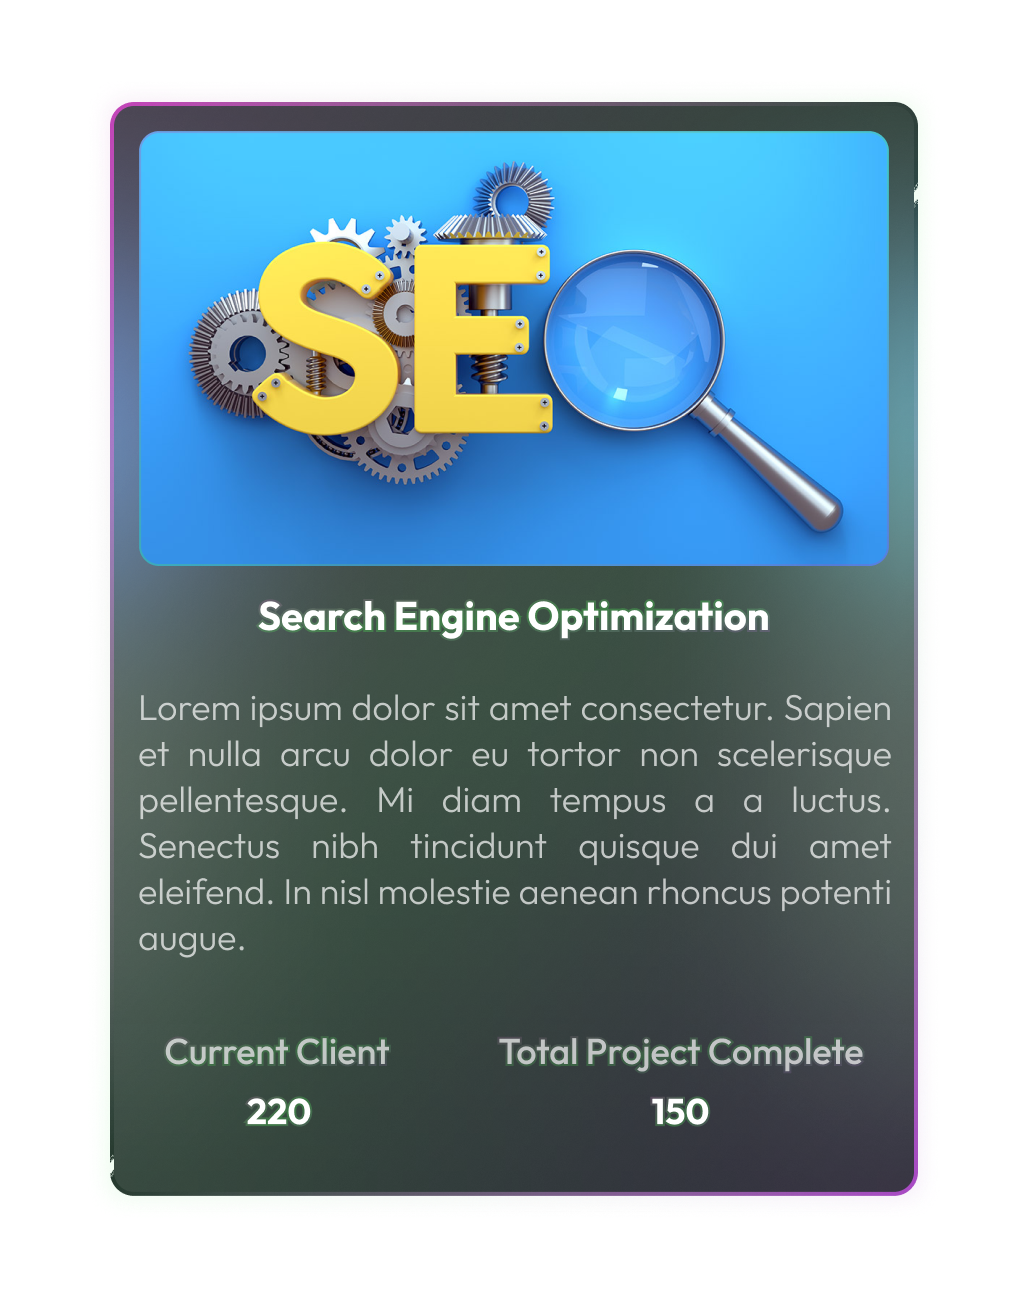 SE
Search Engine Optimization
Lorem ipsum dolor sit amet consectetur. Sapien
et nulla arcu dolor eu tortor non scelerisque
pellentesque. Mi diam tempus a a luctus.
Senectus nibh tincidunt quisque dui amet
eleifend. In nisl molestie aenean rhoncus potenti
augue.
Current Client
Total Project Complete
220
150